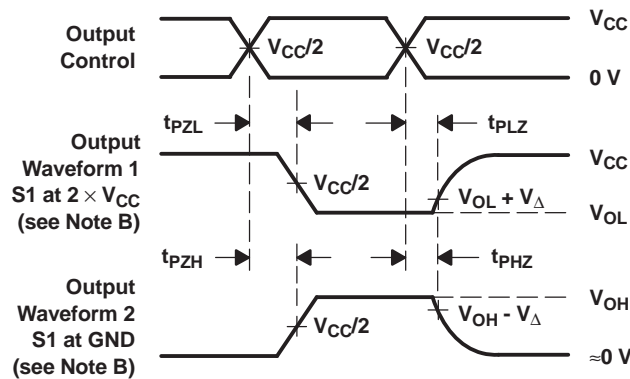 Output
Control
V_CC/2
V_CC/2
V_CC
0 V
t_PZL
t_PLZ
Output
Waveform 1
S1 at 2 × V_CC
(see Note B)
V_CC/2
V_OL + V_Δ
V_CC
V_OL
t_PZH
t_PHZ
Output
Waveform 2
S1 at GND
(see Note B)
V_CC/2
V_OH - V_Δ
V_OH
≈0 V